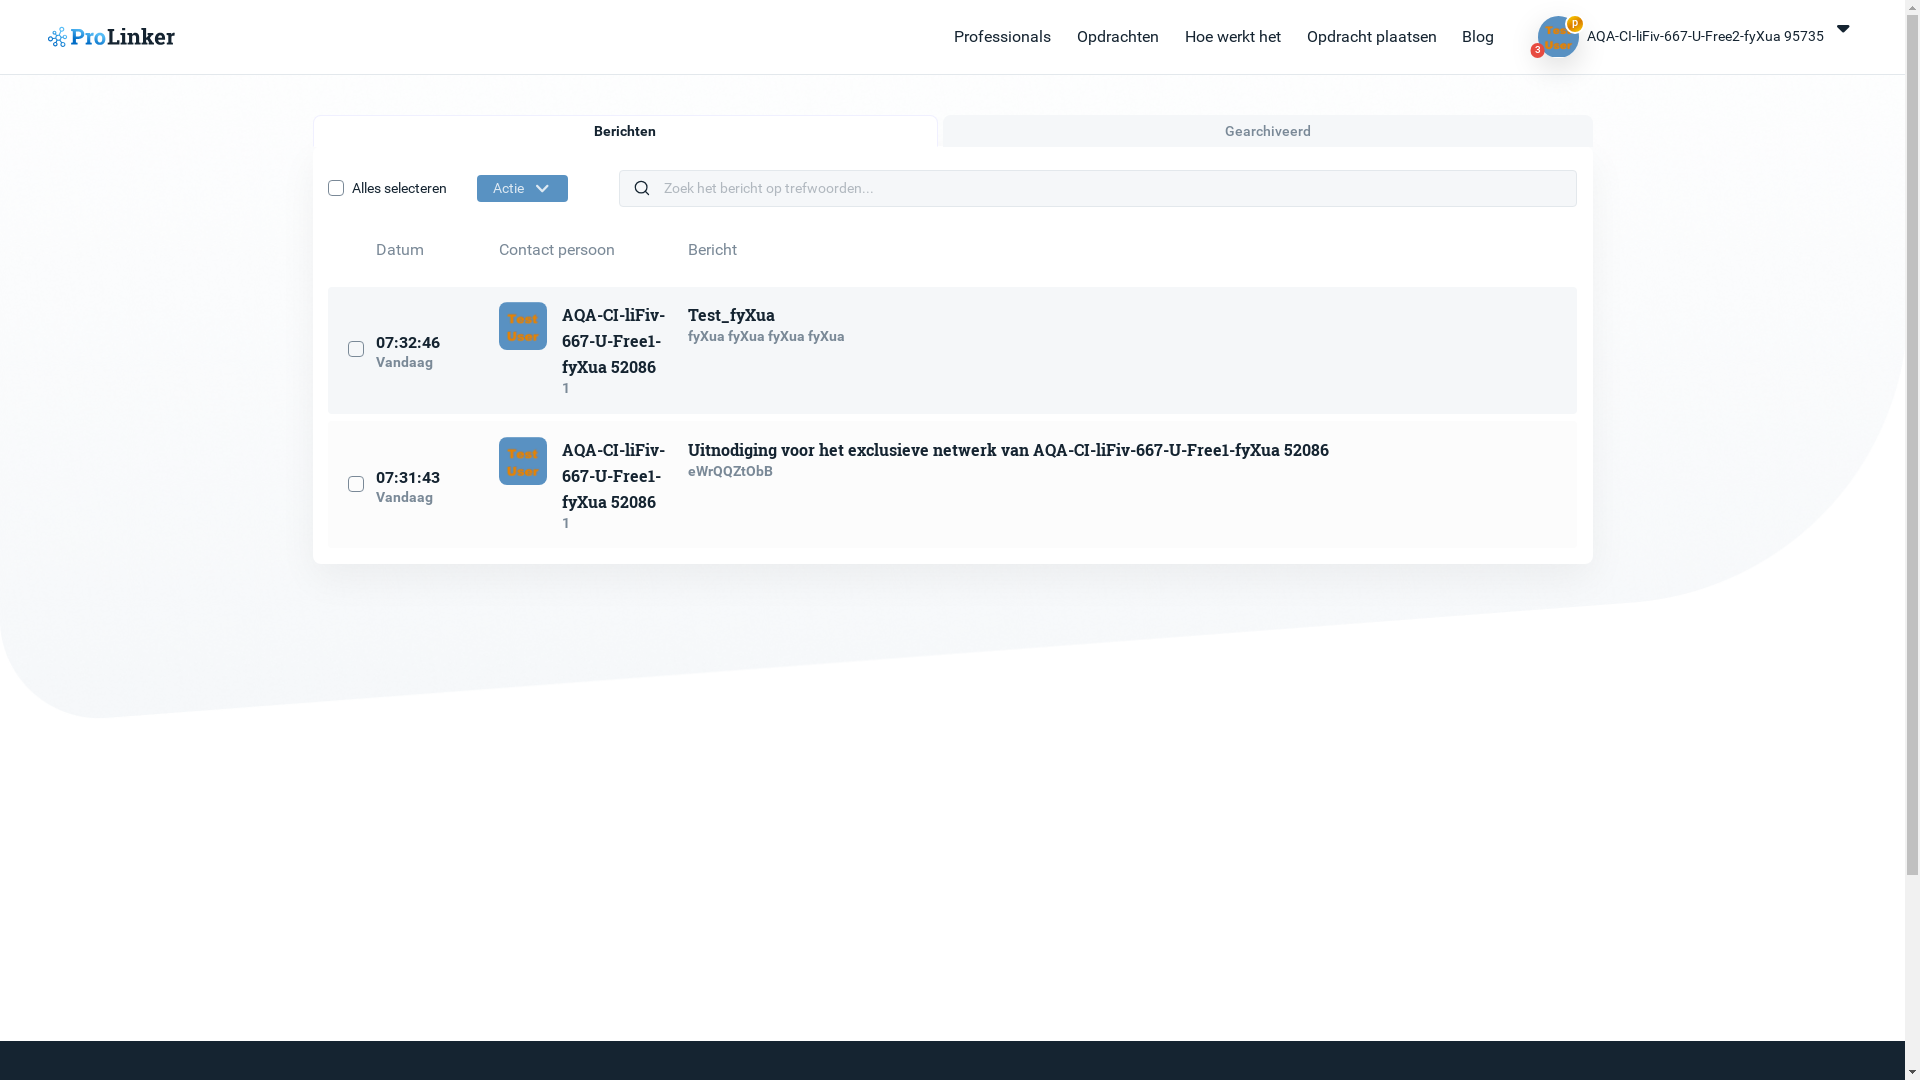 ProLinker
Professionals
Opdrachten
Hoe werkt het
Opdracht plaatsen
Blog
Test
User
p
3
AQA-CI-liFiv-667-U-Free2-fyXua 95735
Berichten
Gearchiveerd
Alles selecteren
Actie
Zoek het bericht op trefwoorden...
Datum
Contact persoon
Bericht
07:32:46
Vandaag
Test
User
AQA-CI-liFiv-
667-U-Free1-
fyXua 52086
1
Test_fyXua
fyXua fyXua fyXua fyXua
07:31:43
Vandaag
Test
User
AQA-CI-liFiv-
667-U-Free1-
fyXua 52086
1
Uitnodiging voor het exclusieve netwerk van AQA-CI-liFiv-667-U-Free1-fyXua 52086
eWrQQZtObB